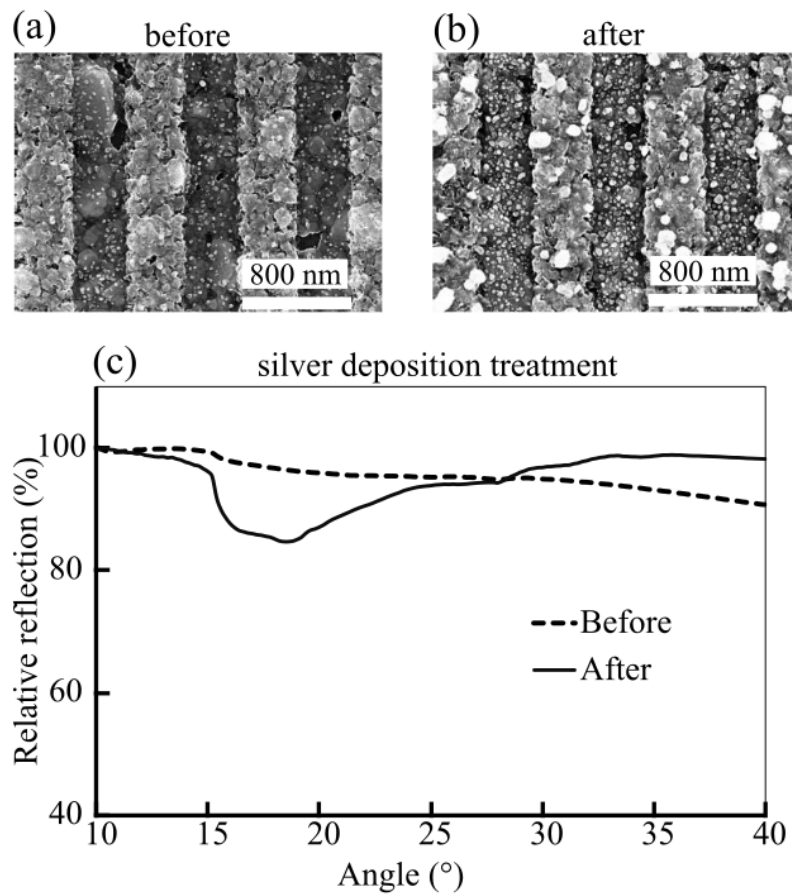 (a) before
(b) after
800 nm
800 nm
(c) silver deposition treatment
Relative reflection (%)
100
80
60
40
Before
After
10 15 20 25 30 35 40
Angle (°)